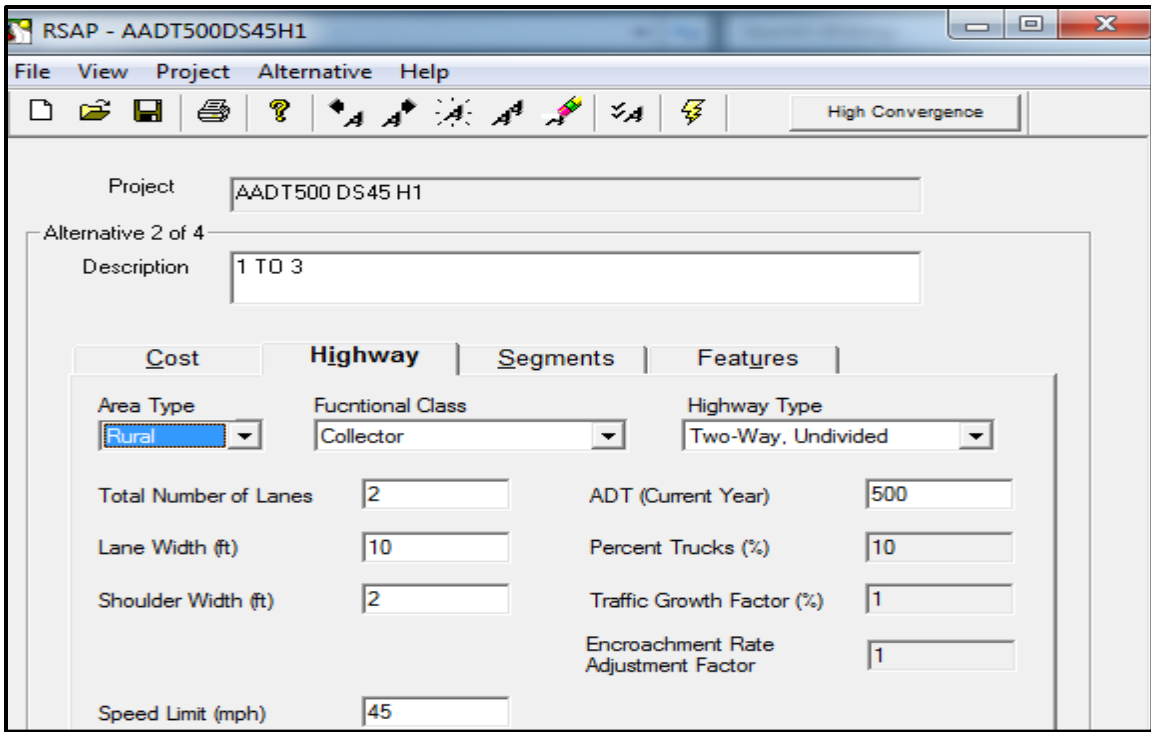 RSAP - AADT500DS45H1
File View Project Alternative Help
High Convergence
Project AADT500 DS45 H1
Alternative 2 of 4
Description 1 TO 3
Cost Highway Segments Features
Area Type Fucntional Class Highway Type
Rural Collector Two-Way, Undivided
Total Number of Lanes 2 ADT (Current Year) 500
Lane Width (ft) 10 Percent Trucks (%) 10
Shoulder Width (ft) 2 Traffic Growth Factor (%) 1
Encroachment Rate
Adjustment Factor 1
Speed Limit (mph) 45